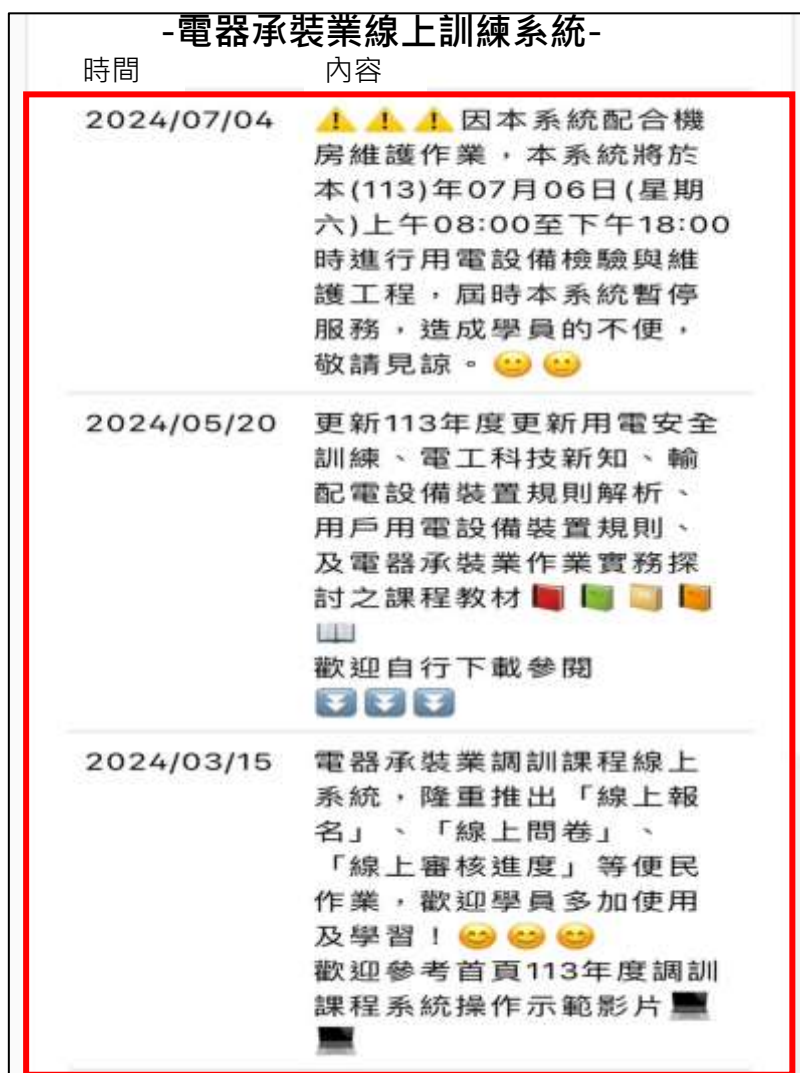 -電器承裝業線上訓練系統-
時間 內容
2024/07/04 ⚠️⚠️⚠️因本系統配合機
房維護作業，本系統將於
本(113)年07月06日(星期
六)上午08:00至下午18:00
時進行用電設備檢驗與維
護工程，屆時本系統暫停
服務，造成學員的不便，
敬請見諒。🙂🙂
2024/05/20 更新113年度更新用電安全
訓練、電工科技新知、輸
配電設備裝置規則解析、
用戶用電設備裝置規則、
及電器承裝業作業實務探
討之課程教材📕📗📒📙
📖
歡迎自行下載參閱
⏬⏬⏬
2024/03/15 電器承裝業調訓課程線上
系統，隆重推出「線上報
名」、「線上問卷」、
「線上審核進度」等便民
作業，歡迎學員多加使用
及學習！😊😊😊
歡迎參考首頁113年度調訓
課程系統操作示範影片💻
💻